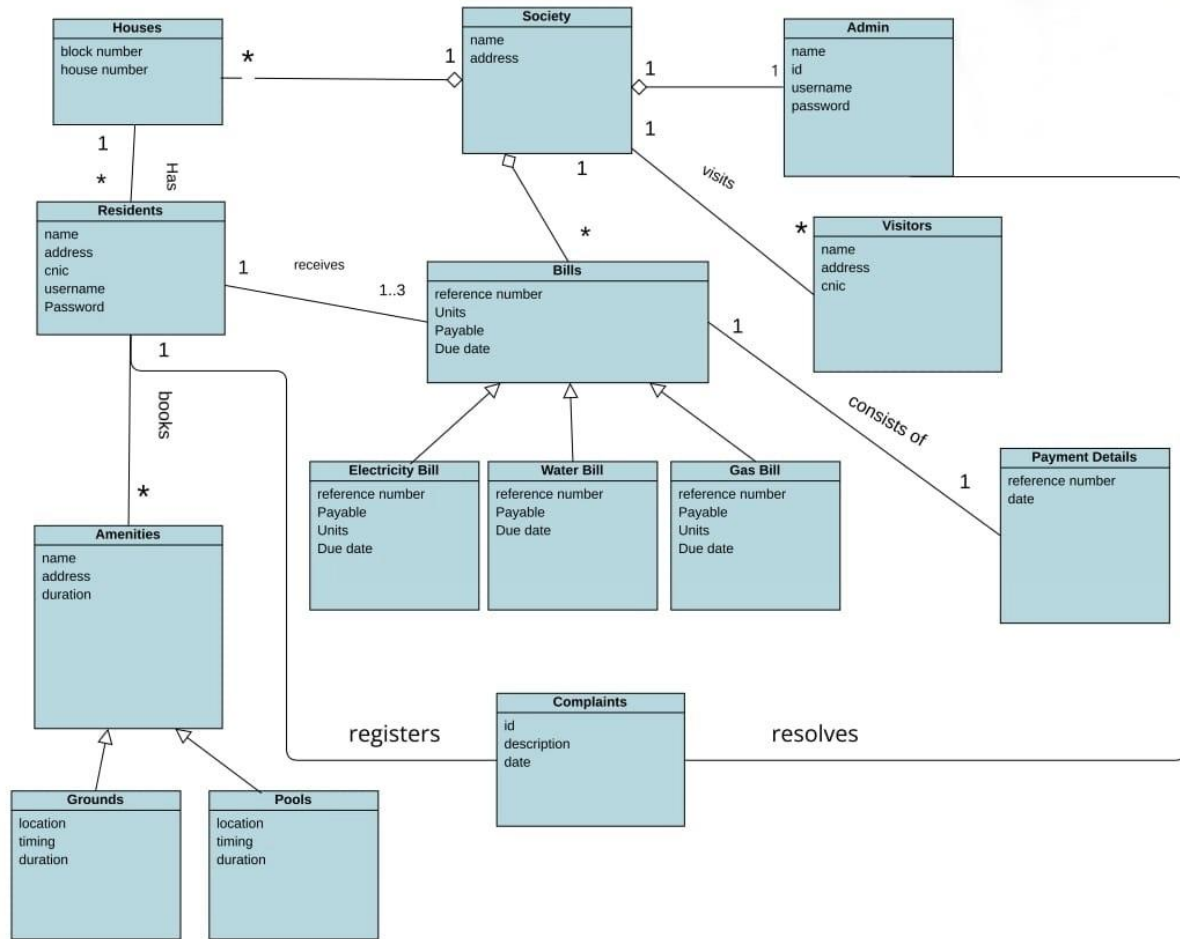 Houses
block number
house number
Society
name
address
Admin
name
id
username
password
*
1
1
1
1
*
Has
1
visits
*
1
*
Residents
name
address
cnic
username
Password
Visitors
name
address
cnic
1
receives
1..3
Bills
reference number
Units
Payable
Due date
1
1
books
*
consists of
1
Electricity Bill
reference number
Payable
Units
Due date
Water Bill
reference number
Payable
Due date
Gas Bill
reference number
Payable
Units
Due date
Payment Details
reference number
date
Amenities
name
address
duration
registers
Complaints
id
description
date
resolves
Grounds
location
timing
duration
Pools
location
timing
duration